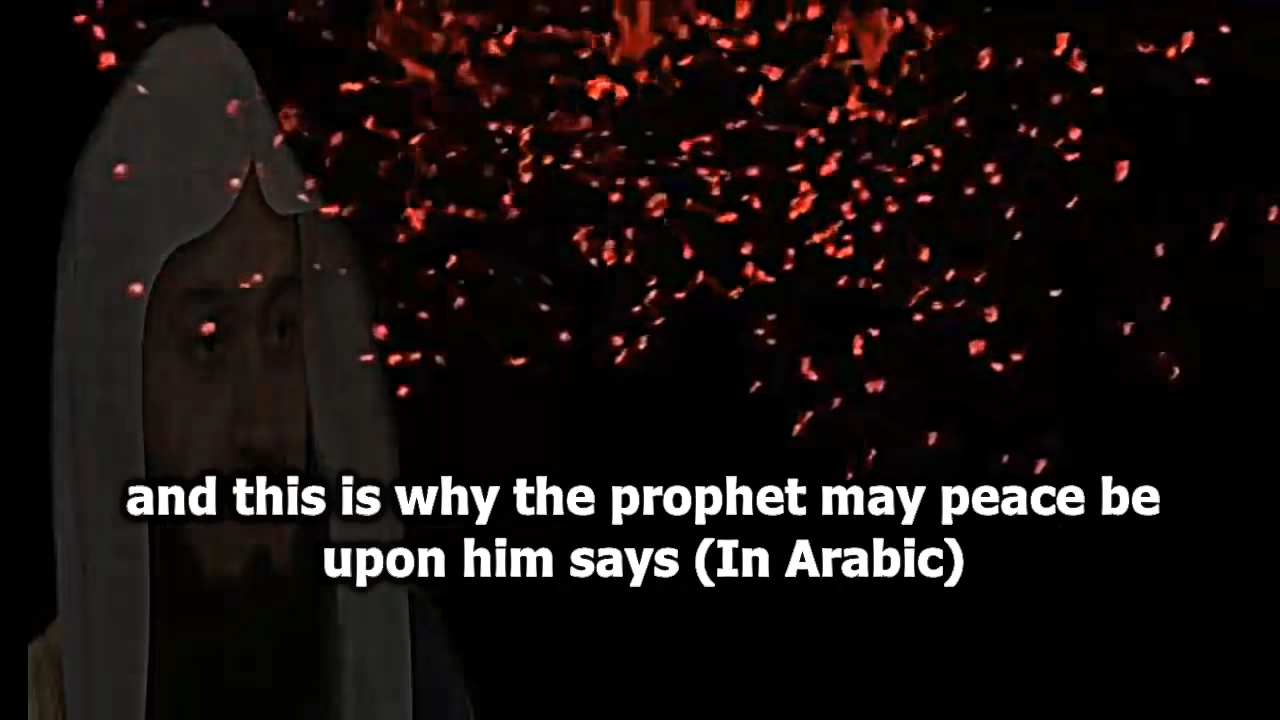 and this is why the prophet may peace be
upon him says (In Arabic)